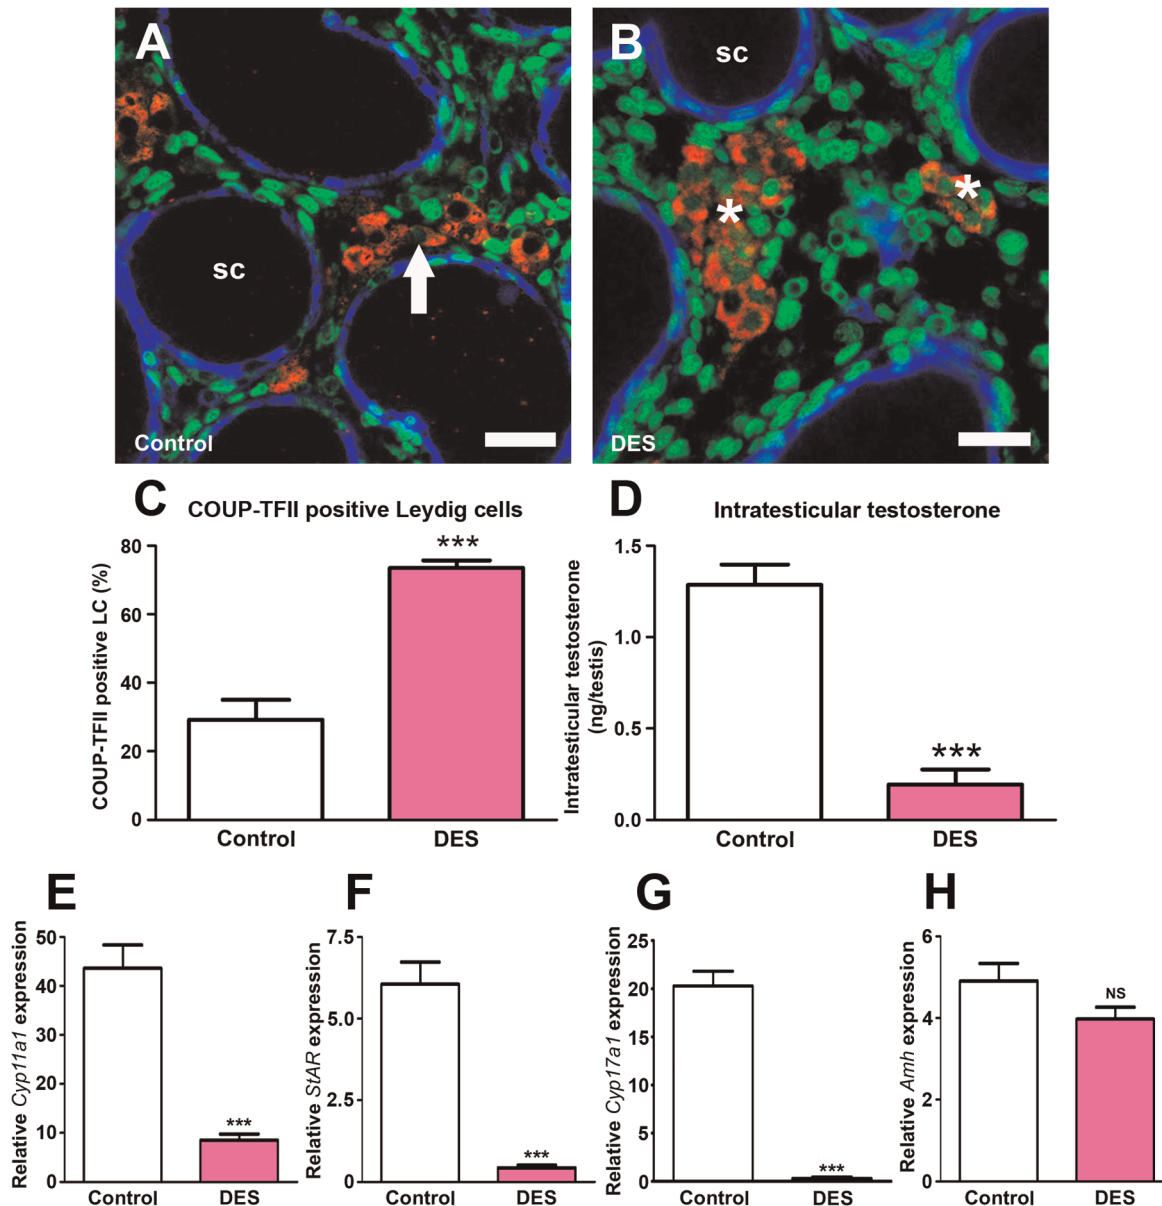 A
B
sc
sc
*
*
Control
DES
C
COUP-TFII positive Leydig cells
COUP-TFII positive LC (%)
80
60
40
20
0
***
Control
DES
D
Intratesticular testosterone
Intratesticular testosterone
(ng/testis)
1.5
1.0
0.5
0.0
***
Control
DES
E
Relative Cyp11a1 expression
50
40
30
20
10
0
***
Control
DES
F
Relative StAR expression
7.5
5.0
2.5
0
***
Control
DES
G
Relative Cyp17a1 expression
25
20
15
10
5
0
***
Control
DES
H
Relative Amh expression
6
4
2
0
NS
Control
DES